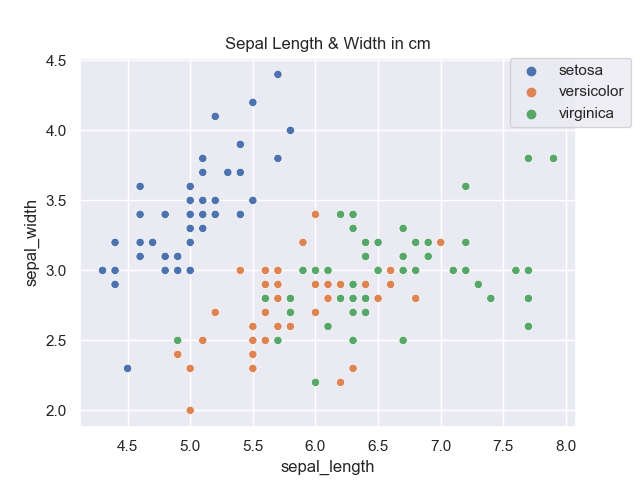 Sepal Length & Width in cm
setosa
versicolor
virginica
4.5
4.0
3.5
3.0
2.5
2.0
sepal_width
4.5 5.0 5.5 6.0 6.5 7.0 7.5 8.0
sepal_length